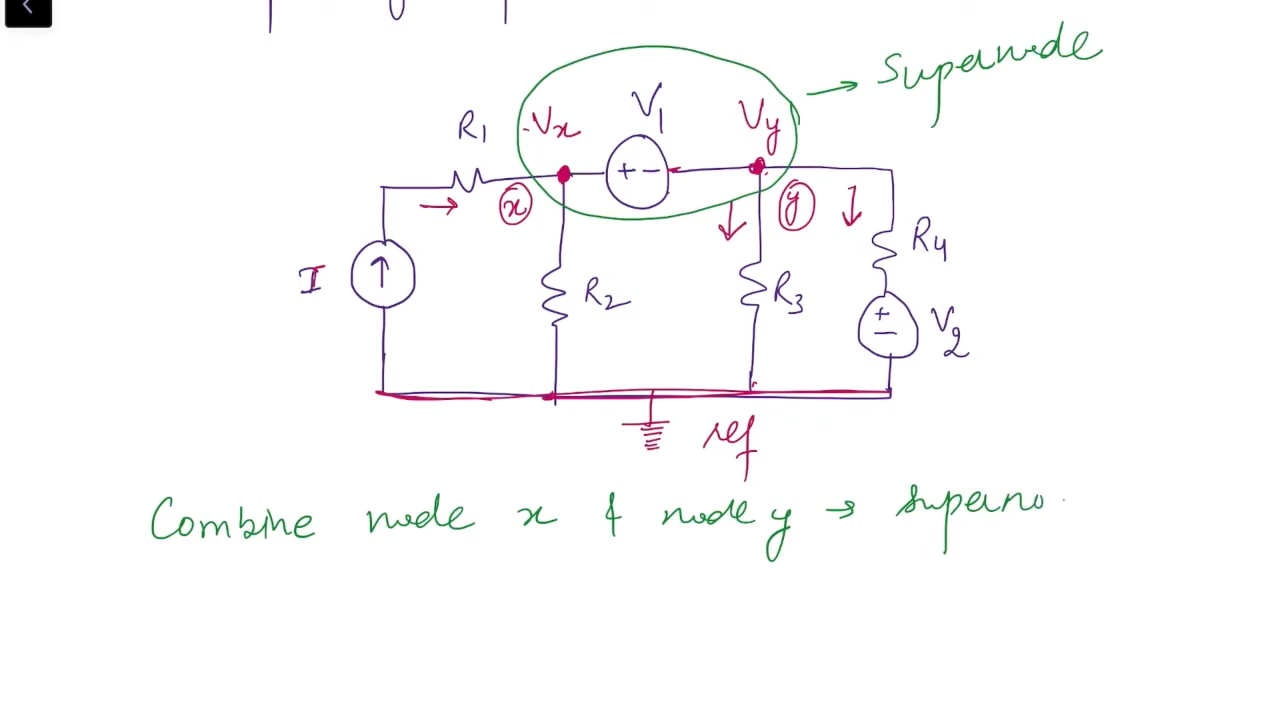 Supernode
V1
Vx
Vy
R1
x
y
R4
I
R2
R3
+ -
+
-
V2
ref
Combine node x & node y → superno